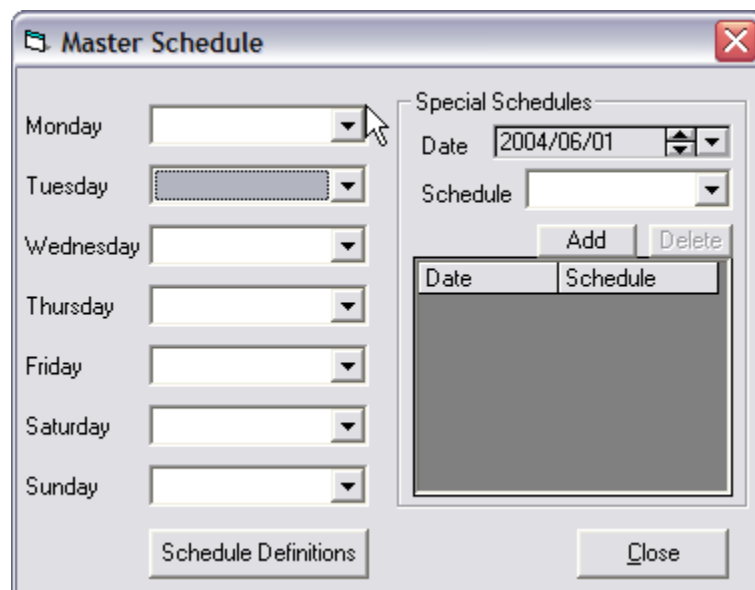 Master Schedule
Monday
Tuesday
Wednesday
Thursday
Friday
Saturday
Sunday
Schedule Definitions
Special Schedules
Date 2004/06/01
Schedule
Add Delete
Date Schedule
Close